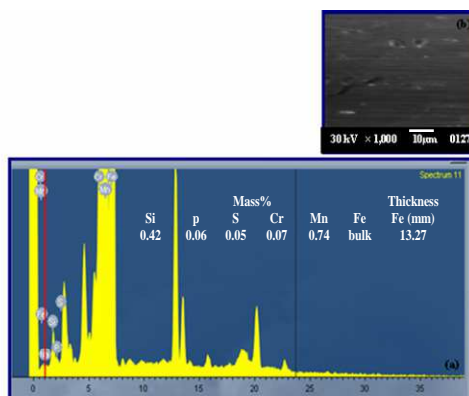 (b)
30 kV ×1,000 10µm 0127
Spectrum 11
Mass% Thickness
Si p S Cr Mn Fe Fe (mm)
0.42 0.06 0.05 0.07 0.74 bulk 13.27
(a)
0 5 10 15 20 25 30 35